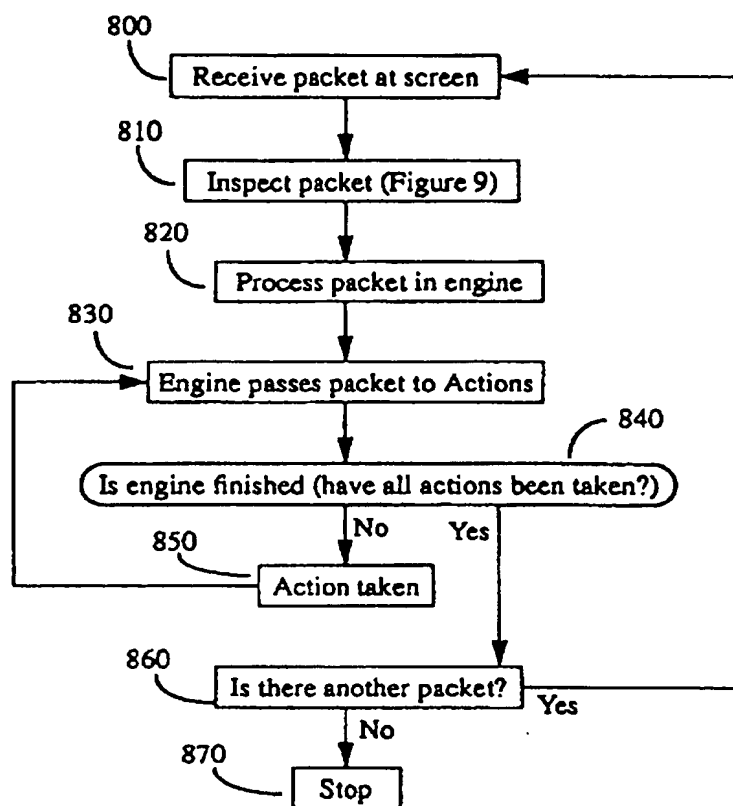 800
Receive packet at screen
810
Inspect packet (Figure 9)
820
Process packet in engine
830
Engine passes packet to Actions
840
Is engine finished (have all actions been taken?)
No
Yes
850
Action taken
860
Is there another packet?
Yes
No
870
Stop